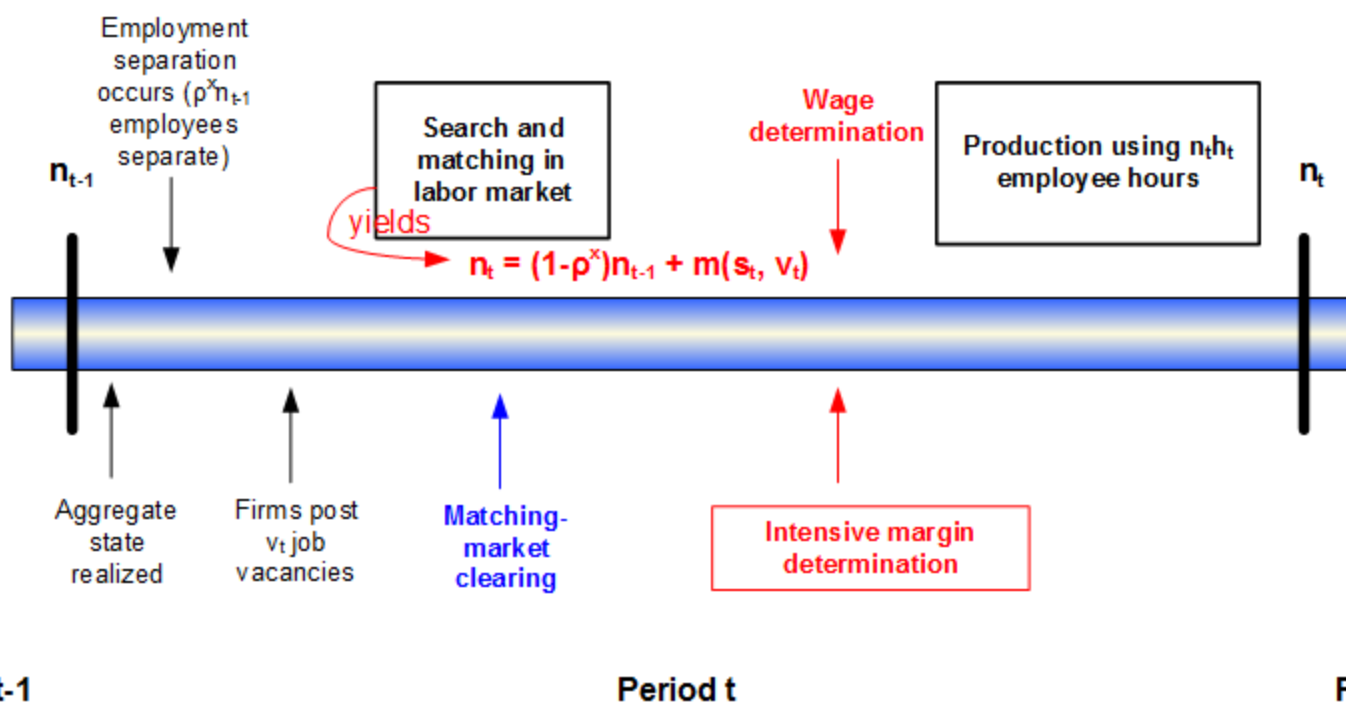 Employment
separation
occurs (ρˣnₜ₋₁
employees
separate)
nₜ₋₁
Search and
matching in
labor market
yields
nₜ = (1-ρˣ)nₜ₋₁ + m(sₜ, vₜ)
Wage
determination
Production using nₜhₜ
employee hours
nₜ
Aggregate
state
realized
Firms post
vₜ job
vacancies
Matching-
market
clearing
Intensive margin
determination
t-1
Period t